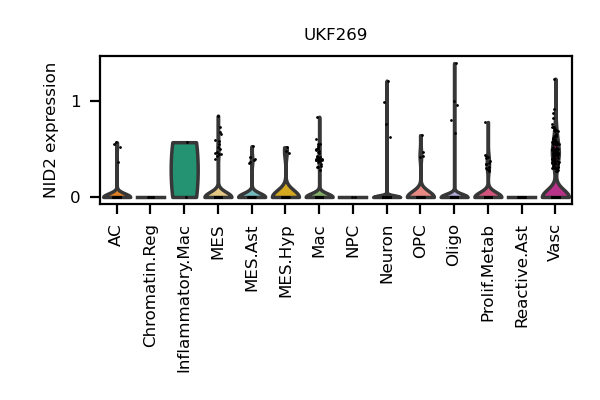 UKF269
NID2 expression
1
0
AC
Chromatin.Reg
Inflammatory.Mac
MES
MES.Ast
MES.Hyp
Mac
NPC
Neuron
OPC
Oligo
Prolif.Metab
Reactive.Ast
Vasc